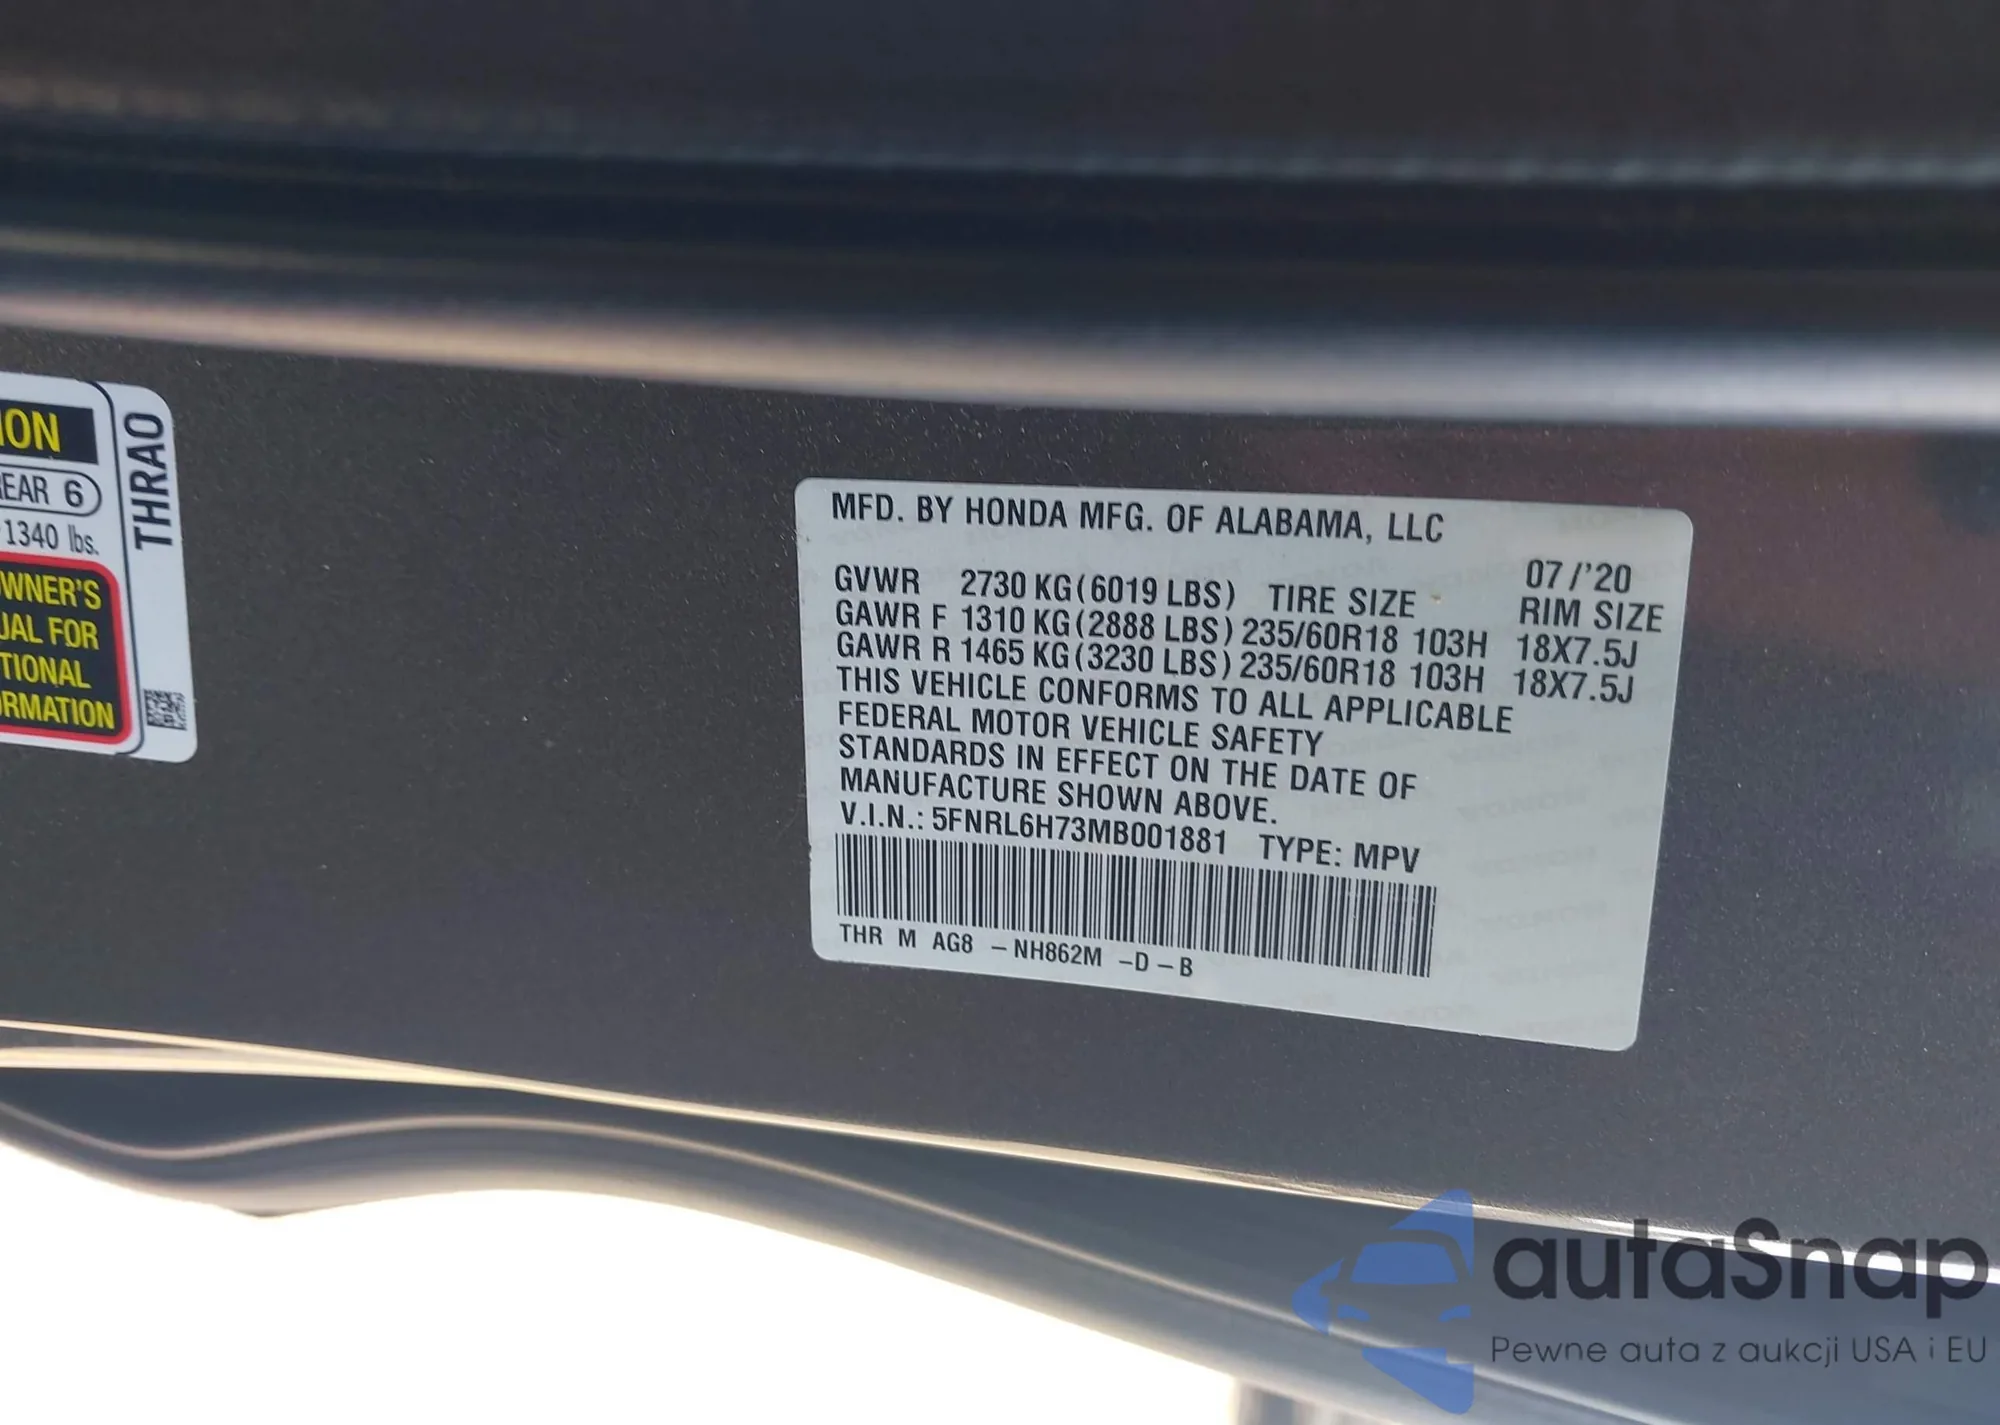 ION
REAR 6
1340 lbs.
OWNER'S
UAL FOR
TIONAL
ORMATION
THRAO
MFD. BY HONDA MFG. OF ALABAMA, LLC
07/'20
GVWR 2730 KG(6019 LBS) TIRE SIZE RIM SIZE
GAWR F 1310 KG(2888 LBS) 235/60R18 103H 18X7.5J
GAWR R 1465 KG(3230 LBS) 235/60R18 103H 18X7.5J
THIS VEHICLE CONFORMS TO ALL APPLICABLE
FEDERAL MOTOR VEHICLE SAFETY
STANDARDS IN EFFECT ON THE DATE OF
MANUFACTURE SHOWN ABOVE.
V.I.N.: 5FNRL6H73MB001881 TYPE: MPV
THR M AG8 -NH862M -D-B
autaSnap
Pewne auta z aukcji USA i EU